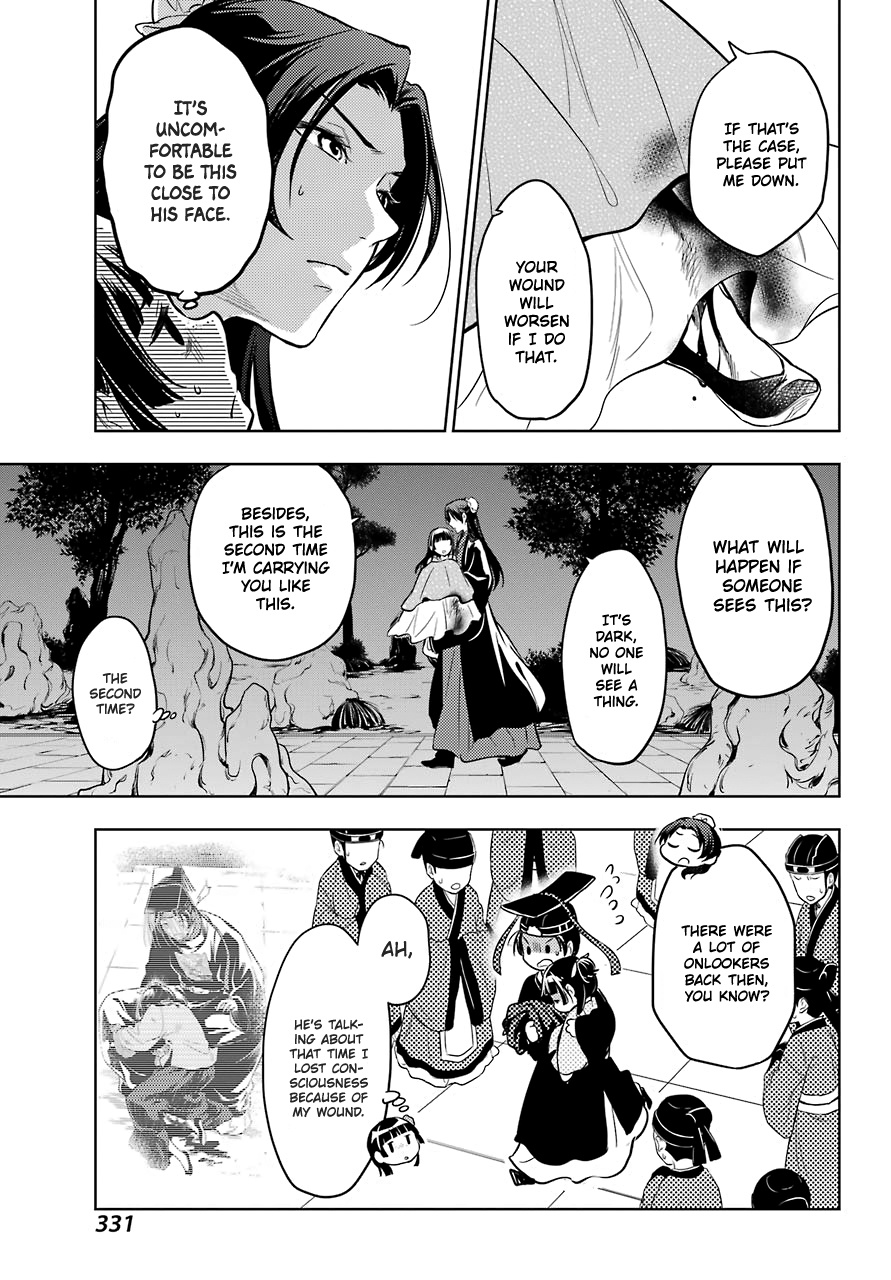 IF THAT'S
THE CASE,
PLEASE PUT
ME DOWN.
YOUR
WOUND
WILL
WORSEN
IF I DO
THAT.
IT'S
UNCOM-
FORTABLE
TO BE THIS
CLOSE TO
HIS FACE.
WHAT WILL
HAPPEN IF
SOMEONE
SEES THIS?
IT'S
DARK,
NO ONE
WILL
SEE A
THING.
BESIDES,
THIS IS THE
SECOND TIME
I'M CARRYING
YOU LIKE
THIS.
THE
SECOND
TIME?
THERE WERE
A LOT OF
ONLOOKERS
BACK THEN,
YOU KNOW?
AH,
HE'S TALK-
ING ABOUT
THAT TIME I
LOST CON-
SCIOUSNESS
BECAUSE OF
MY WOUND.
331